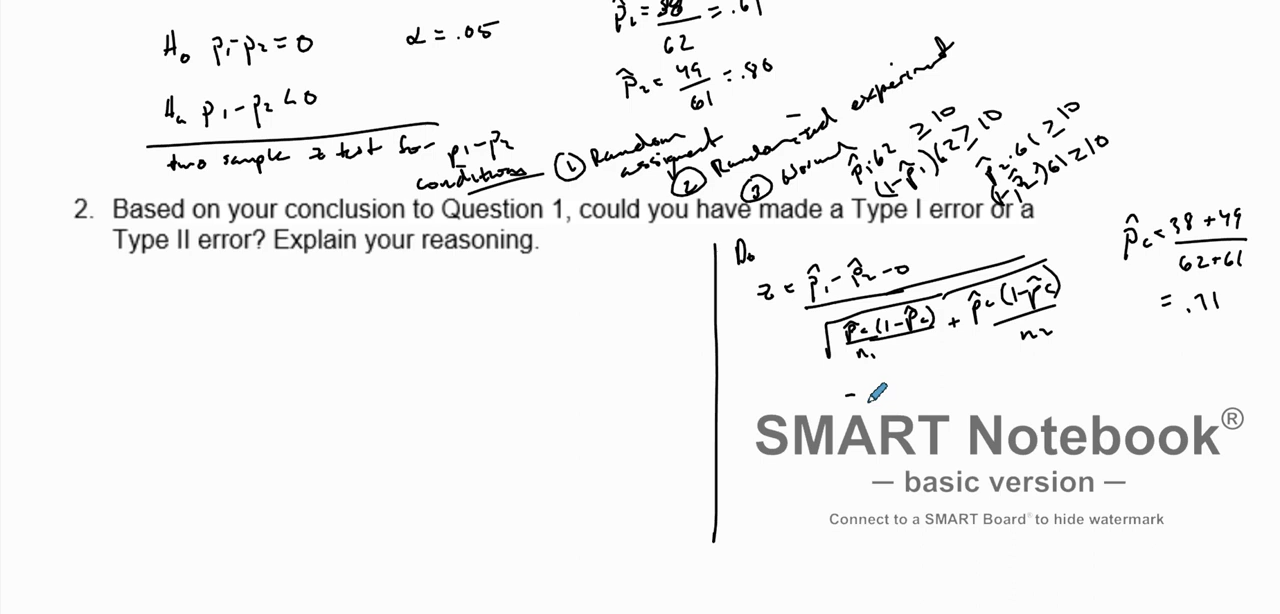 H₀ p₁-p₂=0
α = .05
p̂₁ = 38/62 = .61
Hₐ p₁-p₂<0
p̂₂ = 49/61 = .80
two sample z test for p₁-p₂
conditions
① Random assignment
② Randomized experiment
③ Normal
p̂₁62 ≥10
(1-p̂₁)62≥10
p̂₂61≥10
(1-p̂₂)61≥10
2. Based on your conclusion to Question 1, could you have made a Type I error or a
Type II error? Explain your reasoning.
Do
z = p̂₁-p̂₂-0 / √(p̂c(1-p̂c)/n₁ + p̂c(1-p̂c)/n₂)
p̂c = 38+49 / 62+61
= .71
-
SMART Notebook®
— basic version —
Connect to a SMART Board® to hide watermark